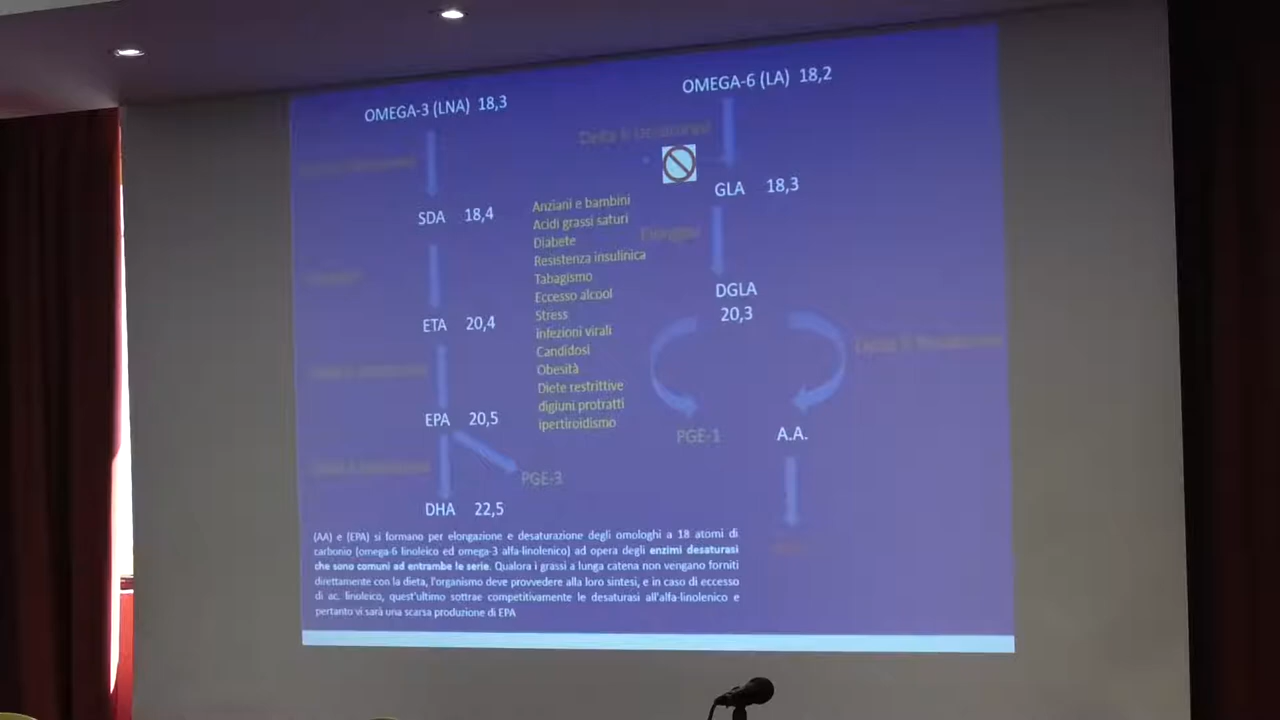 OMEGA-3 (LNA) 18,3
OMEGA-6 (LA) 18,2
GLA 18,3
SDA 18,4
Anziani e bambini
Acidi grassi saturi
Diabete
Resistenza insulinica
Tabagismo
Eccesso alcool
Stress
infezioni virali
Candidosi
Obesità
Diete restrittive
digiuni protratti
ipertiroidismo
DGLA
20,3
ETA 20,4
EPA 20,5
PGE-1
A.A.
PGE-3
DHA 22,5
(AA) e (EPA) si formano per elongazione e desaturazione degli omologhi a 18 atomi di
carbonio (omega-6 linoleico ed omega-3 alfa-linolenico) ad opera degli enzimi desaturasi
che sono comuni ad entrambe le serie. Qualora i grassi a lunga catena non vengano forniti
direttamente con la dieta, l'organismo deve provvedere alla loro sintesi, e in caso di eccesso
di ac. linoleico, quest'ultimo sottrae competitivamente le desaturasi all'alfa-linolenico e
pertanto vi sarà una scarsa produzione di EPA